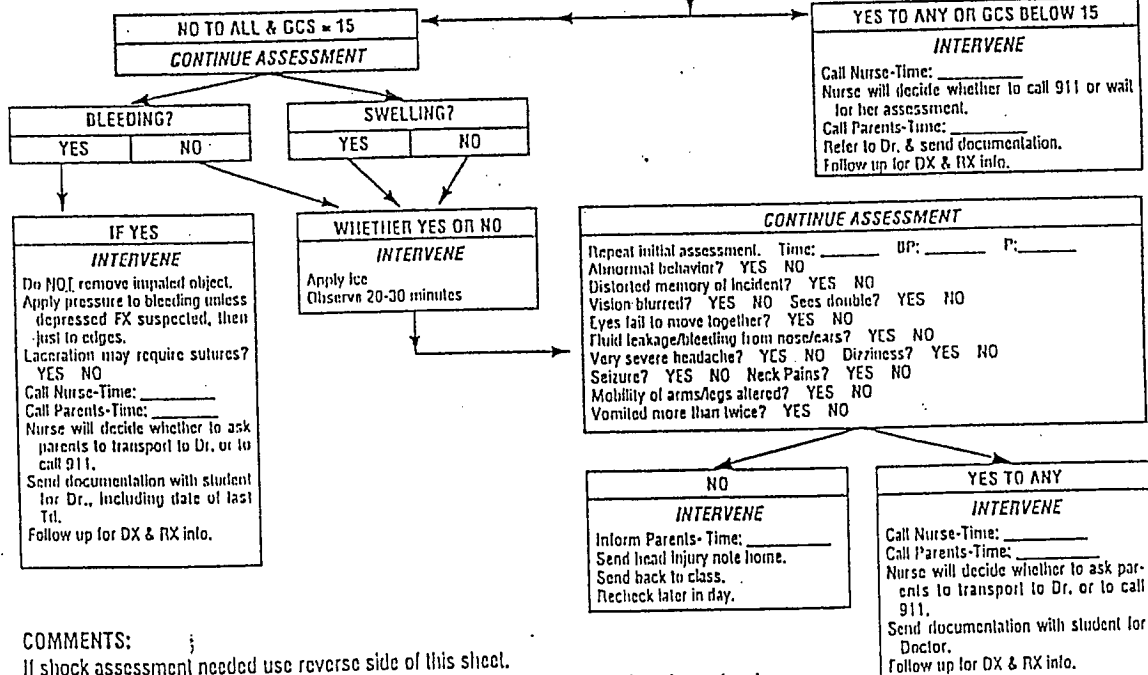 NO TO ALL & GCS = 15
CONTINUE ASSESSMENT
YES TO ANY OR GCS BELOW 15
INTERVENE
Call Nurse-Time: ________
Nurse will decide whether to call 911 or wait
for her assessment.
Call Parents-Time: ________
Refer to Dr. & send documentation.
Follow up for DX & RX info.
BLEEDING?
YES NO
SWELLING?
YES NO
IF YES
INTERVENE
Do NOT remove impaled object.
Apply pressure to bleeding unless
depressed FX suspected, then
just to edges.
Laceration may require sutures?
YES NO
Call Nurse-Time: ________
Call Parents-Time: ________
Nurse will decide whether to ask
parents to transport to Dr. or to
call 911.
Send documentation with student
for Dr., including date of last
Td.
Follow up for DX & RX info.
WHETHER YES OR NO
INTERVENE
Apply Ice
Observe 20-30 minutes
CONTINUE ASSESSMENT
Repeat initial assessment. Time: ______ BP: ______ P: ______
Abnormal behavior? YES NO
Distorted memory of Incident? YES NO
Vision blurred? YES NO Sees double? YES NO
Eyes fail to move together? YES NO
Fluid leakage/bleeding from nose/ears? YES NO
Very severe headache? YES NO Dizziness? YES NO
Seizure? YES NO Neck Pains? YES NO
Mobility of arms/legs altered? YES NO
Vomited more than twice? YES NO
NO
INTERVENE
Inform Parents- Time: ________
Send head Injury note home.
Send back to class.
Recheck later in day.
YES TO ANY
INTERVENE
Call Nurse-Time: ________
Call Parents-Time: ________
Nurse will decide whether to ask par-
ents to transport to Dr. or to call
911.
Send documentation with student for
Doctor.
Follow up for DX & RX info.
COMMENTS:
If shock assessment needed use reverse side of this sheet.